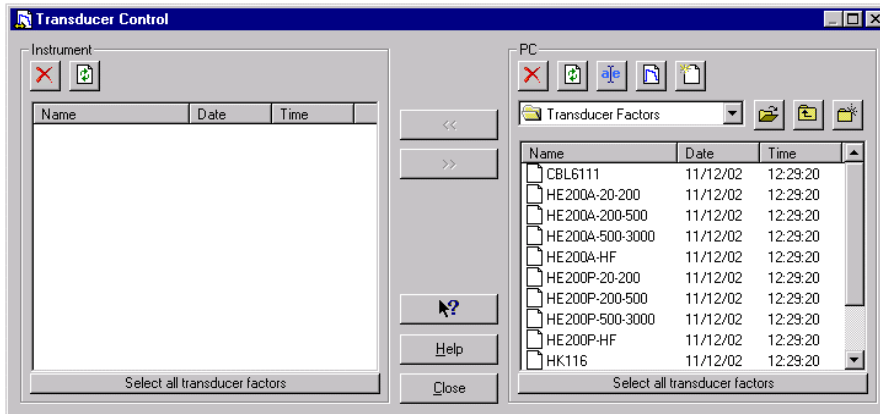 Transducer Control
Instrument
Name Date Time
Select all transducer factors
<<
>>
?
Help
Close
PC
a|e
Transducer Factors
Name Date Time
CBL6111 11/12/02 12:29:20
HE200A-20-200 11/12/02 12:29:20
HE200A-200-500 11/12/02 12:29:20
HE200A-500-3000 11/12/02 12:29:20
HE200A-HF 11/12/02 12:29:20
HE200P-20-200 11/12/02 12:29:20
HE200P-200-500 11/12/02 12:29:20
HE200P-500-3000 11/12/02 12:29:20
HE200P-HF 11/12/02 12:29:20
HK116 11/12/02 12:29:20
Select all transducer factors